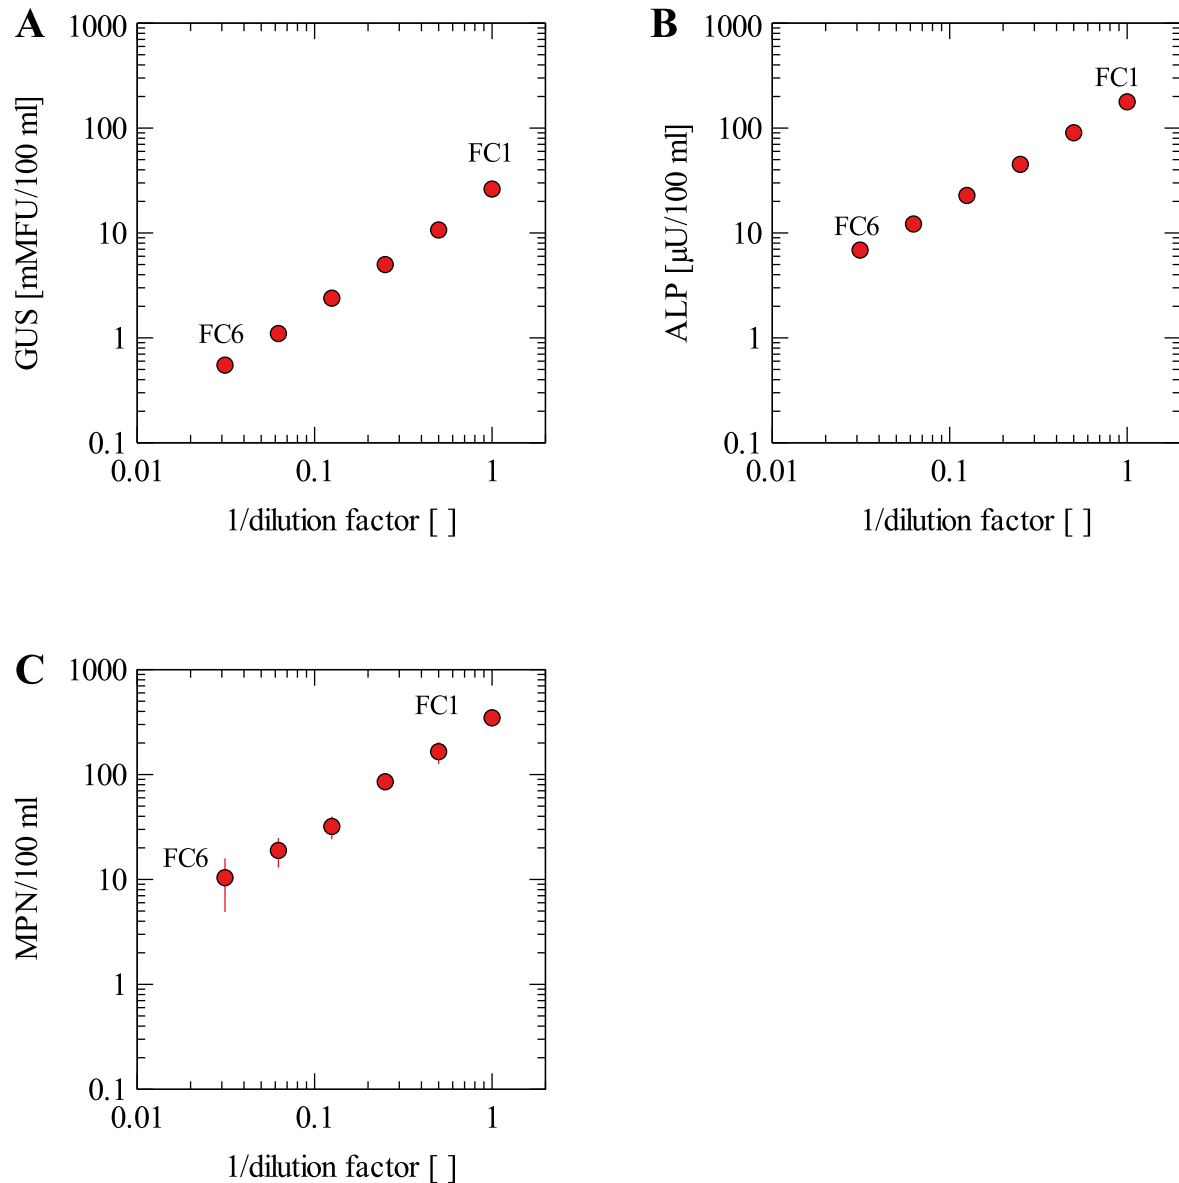 A
1000
100
10
1
0.1
GUS [mMFU/100 ml]
FC1
FC6
0.01
0.1
1
1/dilution factor [ ]
B
1000
100
10
1
0.1
ALP [µU/100 ml]
FC1
FC6
0.01
0.1
1
1/dilution factor [ ]
C
1000
100
10
1
0.1
MPN/100 ml
FC1
FC6
0.01
0.1
1
1/dilution factor [ ]